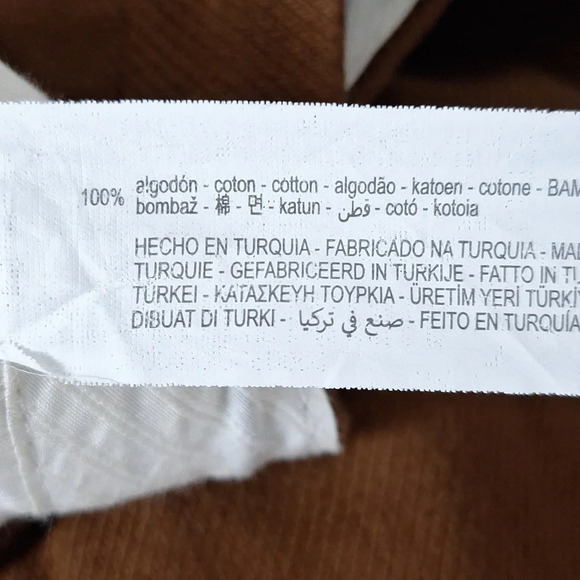 100% algodón - coton - cotton - algodão - katoen - cotone - BAM
bombaž - 棉 - 면 - katun - قطن - cotó - kotoia
HECHO EN TURQUIA - FABRICADO NA TURQUIA - MAD
TURQUIE - GEFABRICEERD IN TURKIJE - FATTO IN TU
TÜRKEI - ΚΑΤΑΣΚΕΥΗ ΤΟΥΡΚΙΑ - ÜRETİM YERİ TÜRKİY
DIBUAT DI TURKI - صنع في تركيا - FEITO EN TURQUÍA